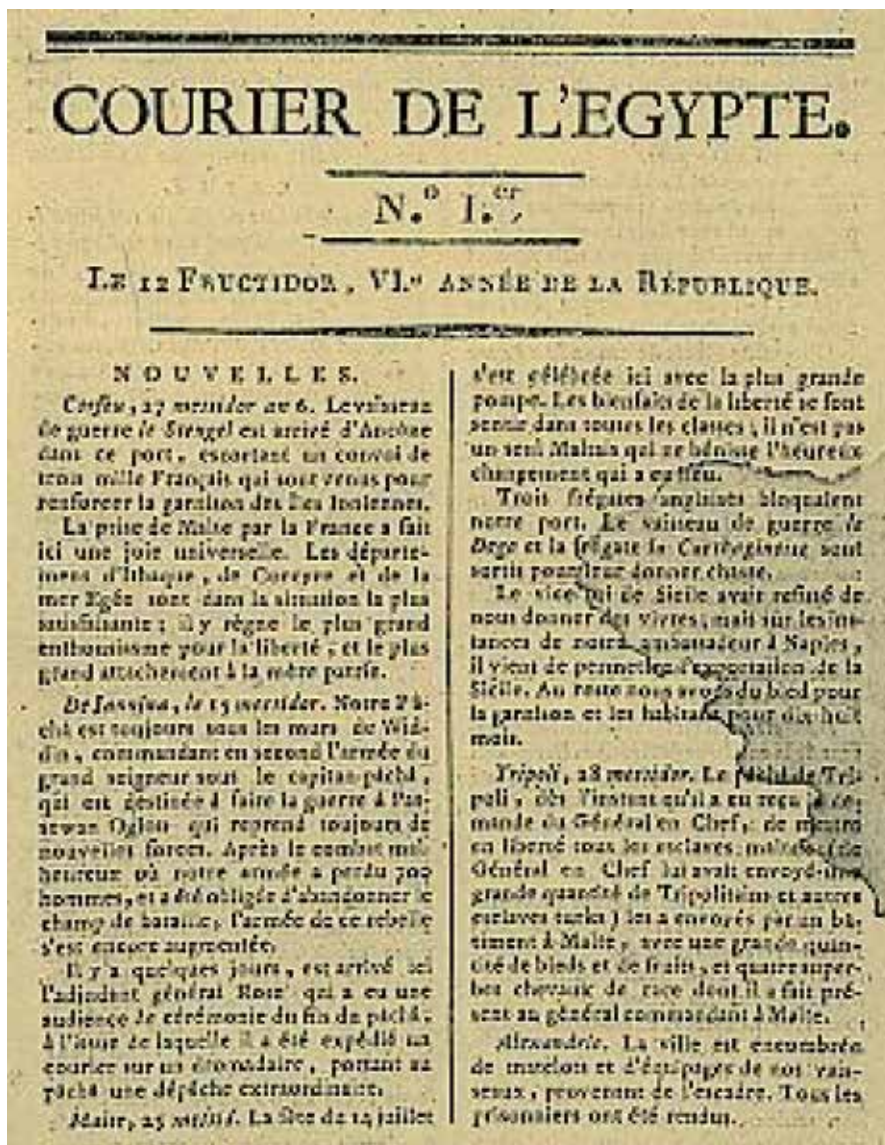 COURIER DE L'EGYPTE.
N.o I.er
LE 12 FRUCTIDOR, VI.e ANNÉE DE LA RÉPUBLIQUE.
NOUVELLES.
Corfou, 27 messidor an 6. Le vaisseau
de guerre le Stengel est arrivé d'Ancône
dans ce port, escortant un convoi de
trois mille Français qui sont venus pour
renforcer la garnison des îles Ioniennes.
La prise de Malte par la France a fait
ici une joie universelle. Les départe-
mens d'Ithaque, de Corcyre et de la
mer Egée sont dans la situation la plus
satisfaisante; il y règne le plus grand
enthousiasme pour la liberté, et le plus
grand attachement à la mère patrie.
De Jannina, le 15 messidor. Notre Pâ-
chà est toujours sous les murs de Wid-
din, commandant en second l'armée du
grand seigneur sous le capitan-pâchà,
qui est destinée à faire la guerre à Pas-
sewan Oglou qui reprend toujours de
nouvelles forces. Après le combat mal-
heureux où notre armée a perdu 700
hommes, et a été obligée d'abandonner le
champ de bataille, l'armée de ce rebelle
s'est encore augmentée.
Il y a quelques jours, est arrivé ici
l'adjudant général Rose qui a eu une
audience de cérémonie du fils du pâchà,
à l'issue de laquelle il a été expédié un
courier sur un dromadaire, portant au
pâchà une dépêche extraordinaire.
Malte, 25 messid. La fête du 14 juillet
s'est célébrée ici avec la plus grande
pompe. Les bienfaits de la liberté se font
sentir dans toutes les classes; il n'est pas
un seul Maltais qui ne bénisse l'heureux
changement qui a eu lieu.
Trois frégates anglaises bloquaient
notre port. Le vaisseau de guerre le
Dego et la frégate la Carthaginoise sont
sortis pour leur donner chasse.
Le vice-roi de Sicile avait refusé de
nous donner des vivres; mais sur les ins-
tances de notre ambassadeur à Naples,
il vient de permettre l'exportation de la
Sicile. Au reste nous avons du bled pour
la garnison et les habitans pour dix-huit
mois.
Tripoli, 28 messidor. Le pâchà de Tri-
poli, dès l'instant qu'il a eu reçu la de-
mande du Général en Chef, de mettre
en liberté tous les esclaves maltais (le
Général en Chef lui avait envoyé une
grande quantité de Tripolitains et autres
esclaves turks) les a envoyés par un bâ-
timent à Malte, avec une grande quan-
tité de bleds et de fruits, et quatre super-
bes chevaux de race dont il a fait pré-
sent au général commandant à Malte.
Alexandrie. La ville est encombrée
de matelots et d'équipages de nos vais-
seaux, provenant de l'escadre. Tous les
prisonniers ont été rendus.